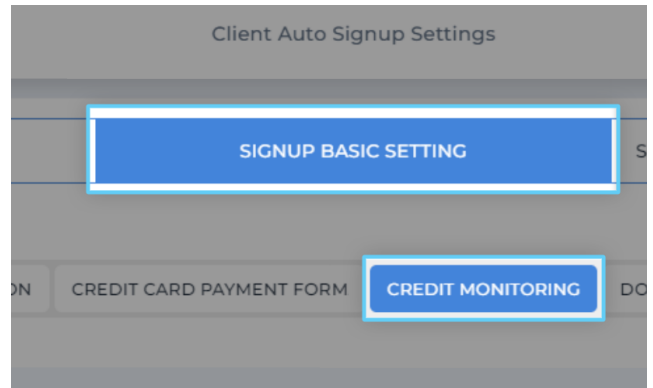 Client Auto Signup Settings
SIGNUP BASIC SETTING
CREDIT CARD PAYMENT FORM CREDIT MONITORING